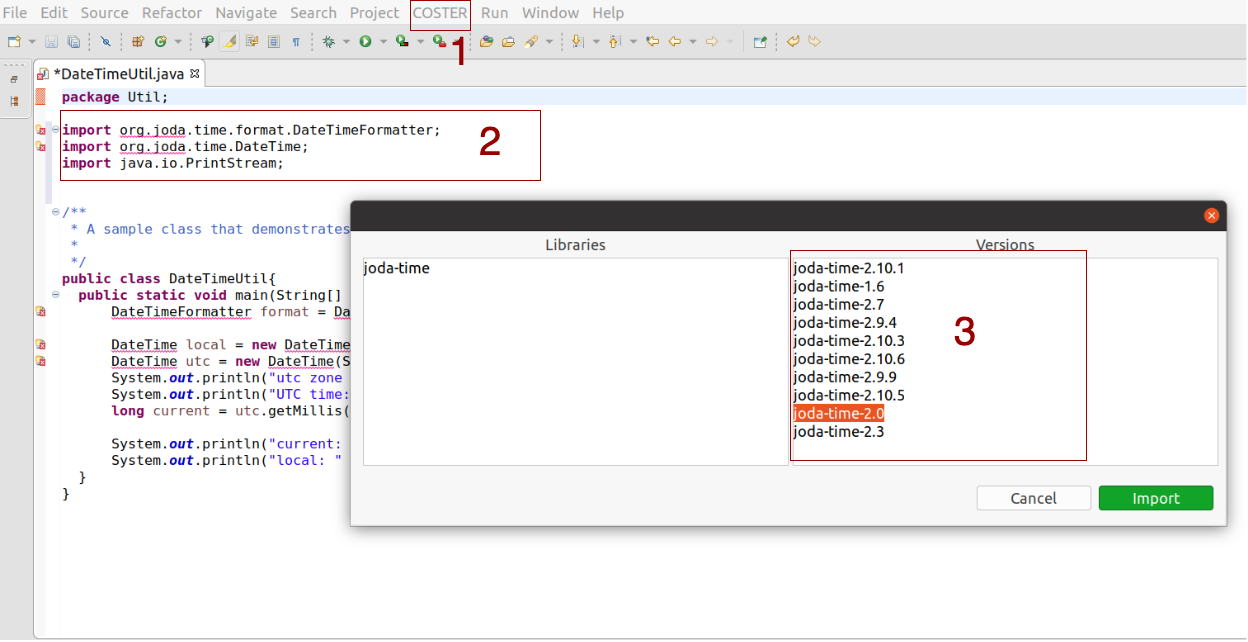 File Edit Source Refactor Navigate Search Project COSTER Run Window Help
1
*DateTimeUtil.java
package Util;
import org.joda.time.format.DateTimeFormatter;
import org.joda.time.DateTime;
import java.io.PrintStream;
2
/**
* A sample class that demonstrates
*
*/
public class DateTimeUtil{
public static void main(String[]
DateTimeFormatter format = Da
DateTime local = new DateTime
DateTime utc = new DateTime(S
System.out.println("utc zone
System.out.println("UTC time:
long current = utc.getMillis(
System.out.println("current:
System.out.println("local: "
}
}
Libraries
joda-time
Versions
joda-time-2.10.1
joda-time-1.6
joda-time-2.7
joda-time-2.9.4
joda-time-2.10.3
joda-time-2.10.6
joda-time-2.9.9
joda-time-2.10.5
joda-time-2.0
joda-time-2.3
3
Cancel Import